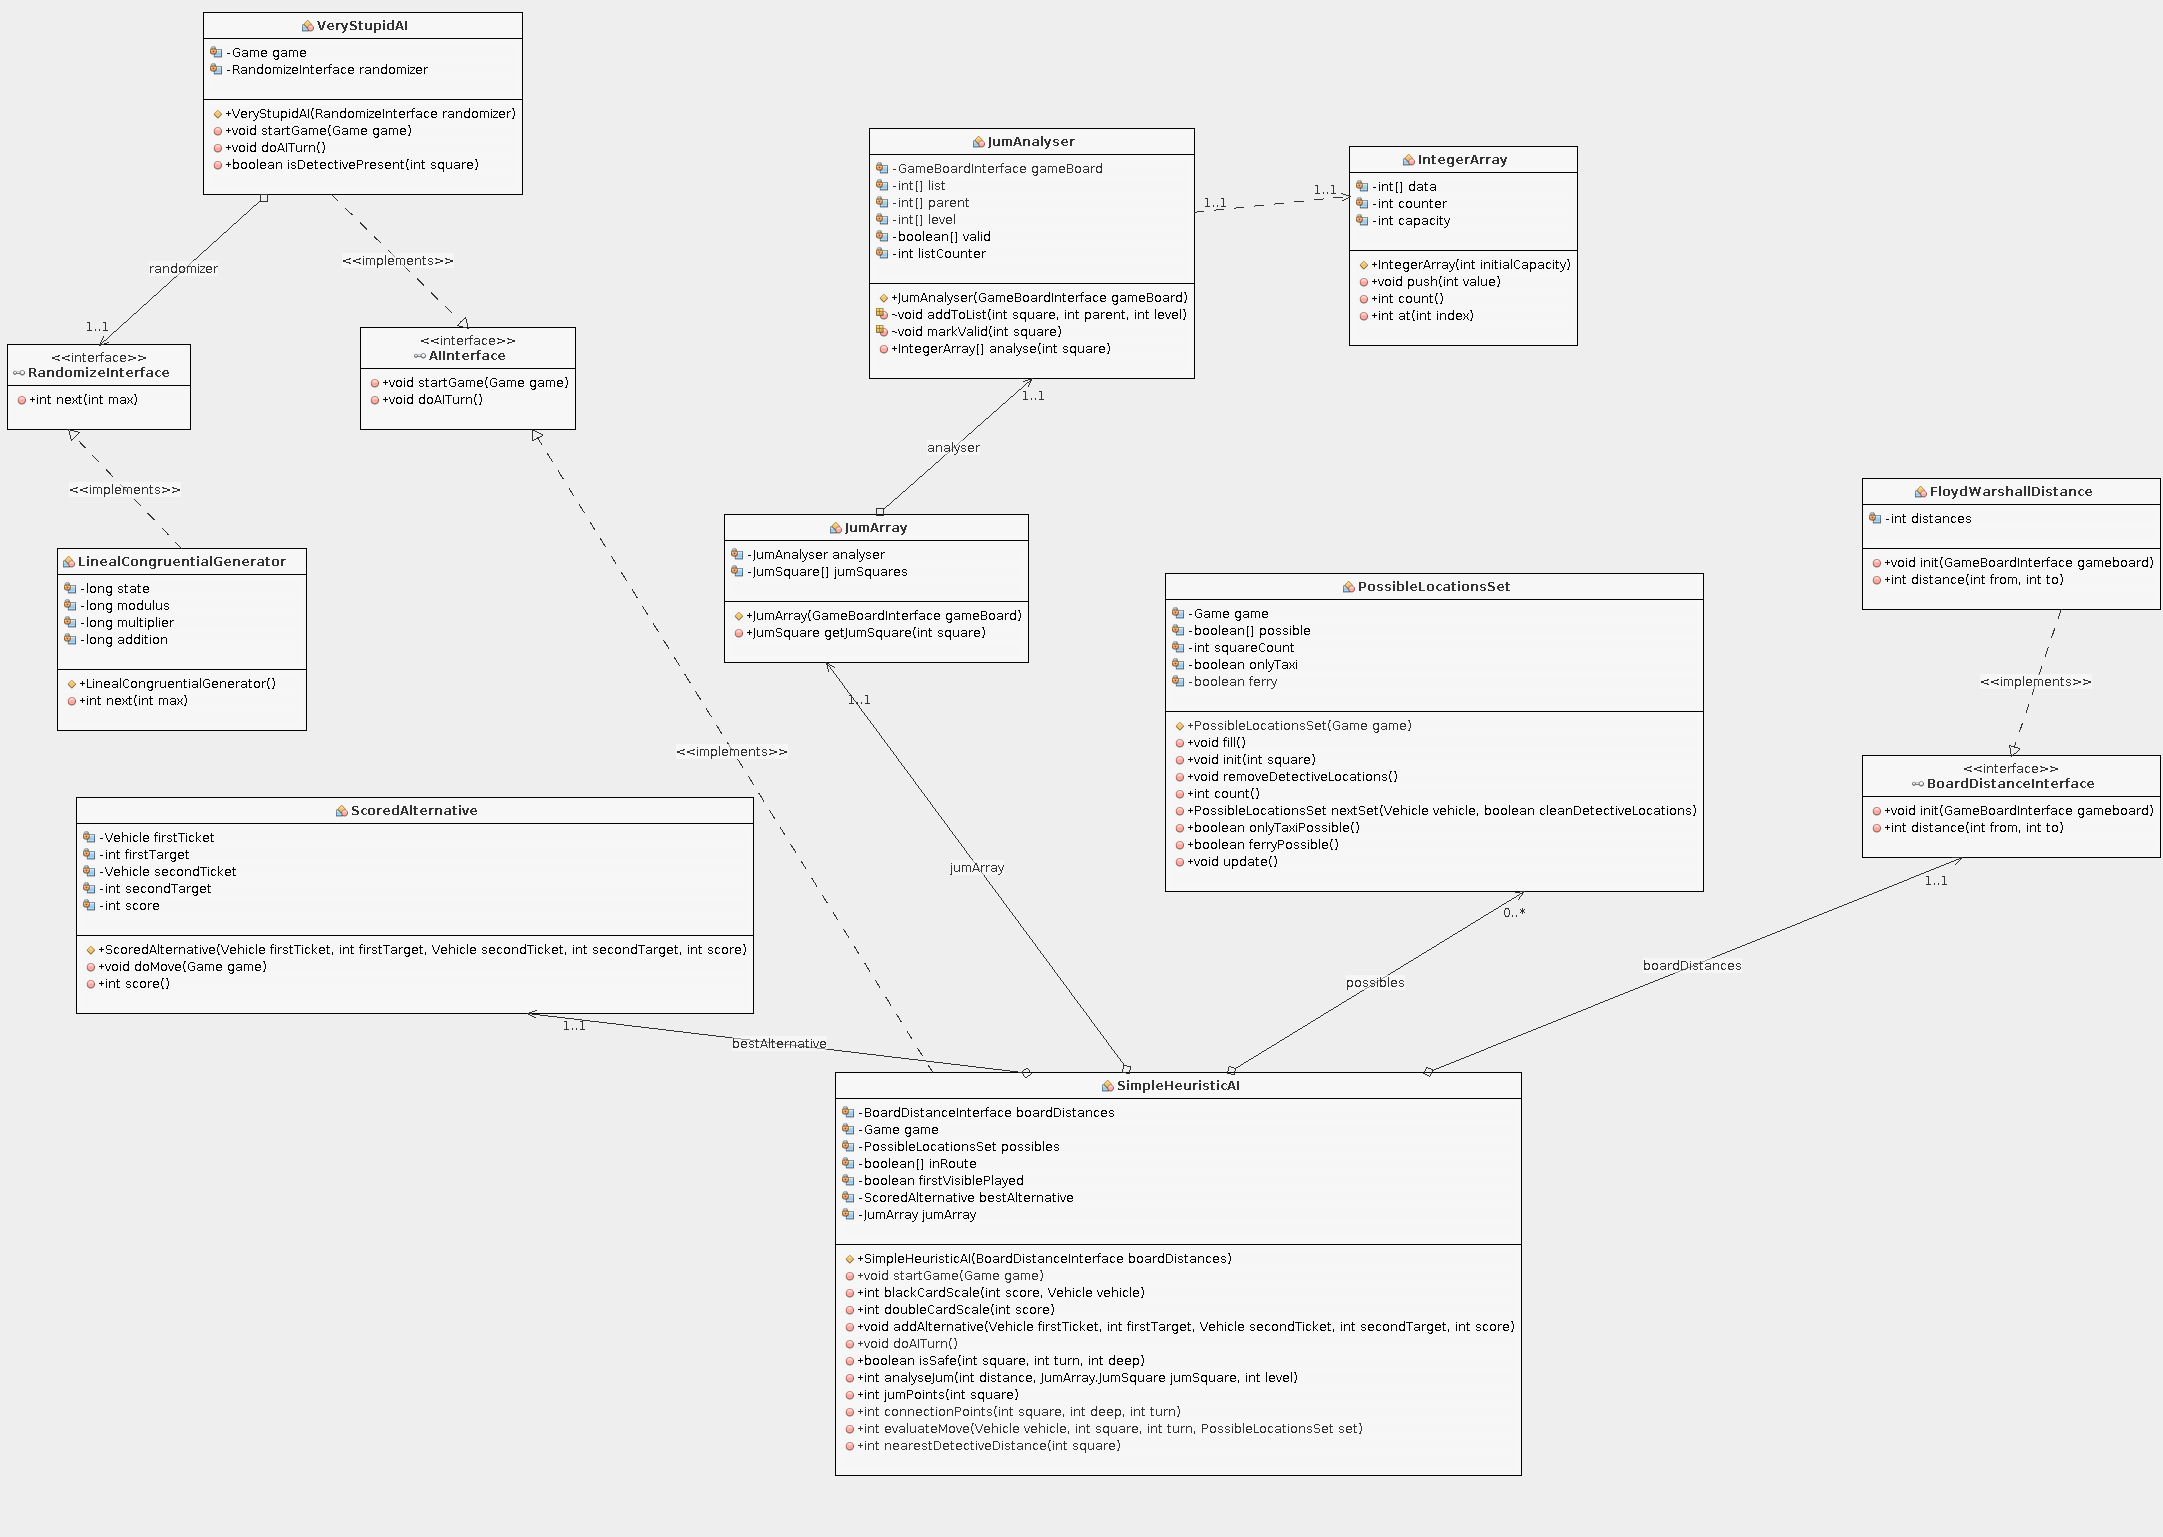 VeryStupidAI
-Game game
-RandomizeInterface randomizer
+VeryStupidAI(RandomizeInterface randomizer)
+void startGame(Game game)
+void doAITurn()
+boolean isDetectivePresent(int square)
randomizer
<<implements>>
1..1
<<interface>>
RandomizeInterface
+int next(int max)
<<interface>>
AIInterface
+void startGame(Game game)
+void doAITurn()
<<implements>>
LinealCongruentialGenerator
-long state
-long modulus
-long multiplier
-long addition
+LinealCongruentialGenerator()
+int next(int max)
JumAnalyser
-GameBoardInterface gameBoard
-int[] list
-int[] parent
-int[] level
-boolean[] valid
-int listCounter
+JumAnalyser(GameBoardInterface gameBoard)
~void addToList(int square, int parent, int level)
~void markValid(int square)
+IntegerArray[] analyse(int square)
1..1
1..1
IntegerArray
-int[] data
-int counter
-int capacity
+IntegerArray(int initialCapacity)
+void push(int value)
+int count()
+int at(int index)
1..1
analyser
JumArray
-JumAnalyser analyser
-JumSquare[] jumSquares
+JumArray(GameBoardInterface gameBoard)
+JumSquare getJumSquare(int square)
1..1
<<implements>>
jumArray
PossibleLocationsSet
-Game game
-boolean[] possible
-int squareCount
-boolean onlyTaxi
-boolean ferry
+PossibleLocationsSet(Game game)
+void fill()
+void init(int square)
+void removeDetectiveLocations()
+int count()
+PossibleLocationsSet nextSet(Vehicle vehicle, boolean cleanDetectiveLocations)
+boolean onlyTaxiPossible()
+boolean ferryPossible()
+void update()
0..*
possibles
FloydWarshallDistance
-int distances
+void init(GameBoardInterface gameboard)
+int distance(int from, int to)
<<implements>>
<<interface>>
BoardDistanceInterface
+void init(GameBoardInterface gameboard)
+int distance(int from, int to)
1..1
boardDistances
ScoredAlternative
-Vehicle firstTicket
-int firstTarget
-Vehicle secondTicket
-int secondTarget
-int score
+ScoredAlternative(Vehicle firstTicket, int firstTarget, Vehicle secondTicket, int secondTarget, int score)
+void doMove(Game game)
+int score()
1..1
bestAlternative
SimpleHeuristicAI
-BoardDistanceInterface boardDistances
-Game game
-PossibleLocationsSet possibles
-boolean[] inRoute
-boolean firstVisiblePlayed
-ScoredAlternative bestAlternative
-JumArray jumArray
+SimpleHeuristicAI(BoardDistanceInterface boardDistances)
+void startGame(Game game)
+int blackCardScale(int score, Vehicle vehicle)
+int doubleCardScale(int score)
+void addAlternative(Vehicle firstTicket, int firstTarget, Vehicle secondTicket, int secondTarget, int score)
+void doAITurn()
+boolean isSafe(int square, int turn, int deep)
+int analyseJum(int distance, JumArray.JumSquare jumSquare, int level)
+int jumPoints(int square)
+int connectionPoints(int square, int deep, int turn)
+int evaluateMove(Vehicle vehicle, int square, int turn, PossibleLocationsSet set)
+int nearestDetectiveDistance(int square)